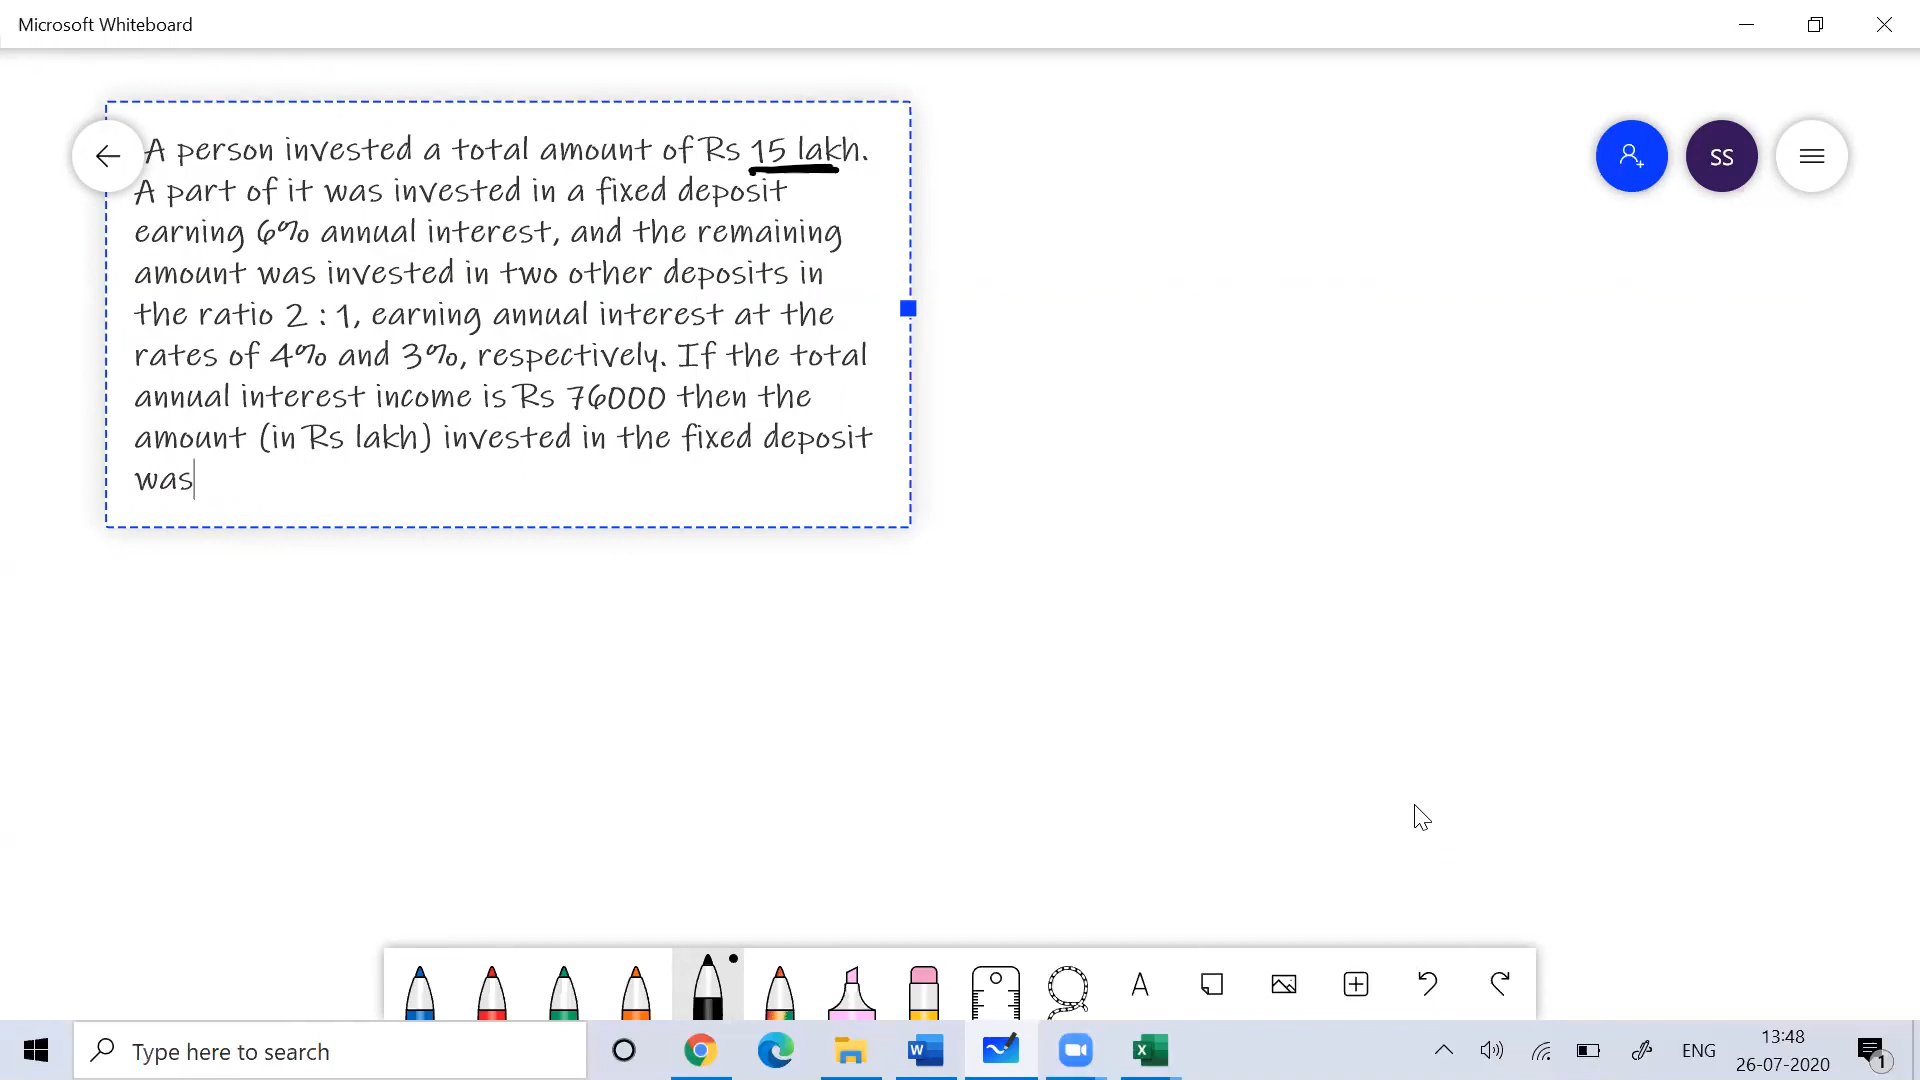 Microsoft Whiteboard
A person invested a total amount of Rs 15 lakh.
A part of it was invested in a fixed deposit
earning 6% annual interest, and the remaining
amount was invested in two other deposits in
the ratio 2 : 1, earning annual interest at the
rates of 4% and 3%, respectively. If the total
annual interest income is Rs 76000 then the
amount (in Rs lakh) invested in the fixed deposit
was
SS
A
Type here to search
ENG
13:48
26-07-2020
1